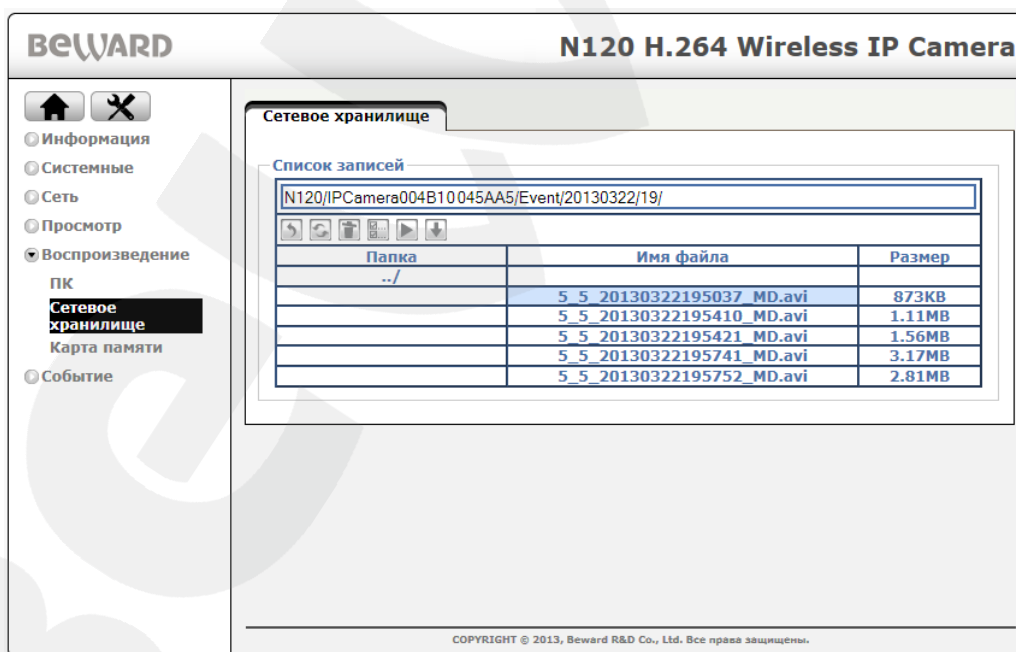 BEWARD
N120 H.264 Wireless IP Camera
Информация
Системные
Сеть
Просмотр
Воспроизведение
ПК
Сетевое
хранилище
Карта памяти
Событие
Сетевое хранилище
Список записей
N120/IPCamera004B10045AA5/Event/20130322/19/
Папка Имя файла Размер
../
5_5_20130322195037_MD.avi 873KB
5_5_20130322195410_MD.avi 1.11MB
5_5_20130322195421_MD.avi 1.56MB
5_5_20130322195741_MD.avi 3.17MB
5_5_20130322195752_MD.avi 2.81MB
COPYRIGHT © 2013, Beward R&D Co., Ltd. Все права защищены.